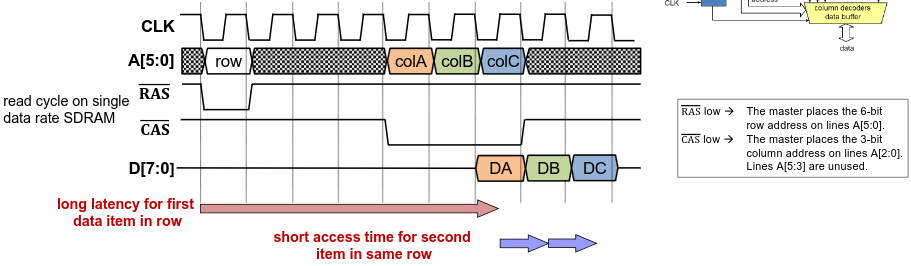 CLK
address
column decoders
data buffer
data
CLK
A[5:0]
row
colA
colB
colC
RAS
read cycle on single
data rate SDRAM
CAS
D[7:0]
DA
DB
DC
long latency for first
data item in row
short access time for second
item in same row
RAS low → The master places the 6-bit
row address on lines A[5:0].
CAS low → The master places the 3-bit
column address on lines A[2:0].
Lines A[5:3] are unused.